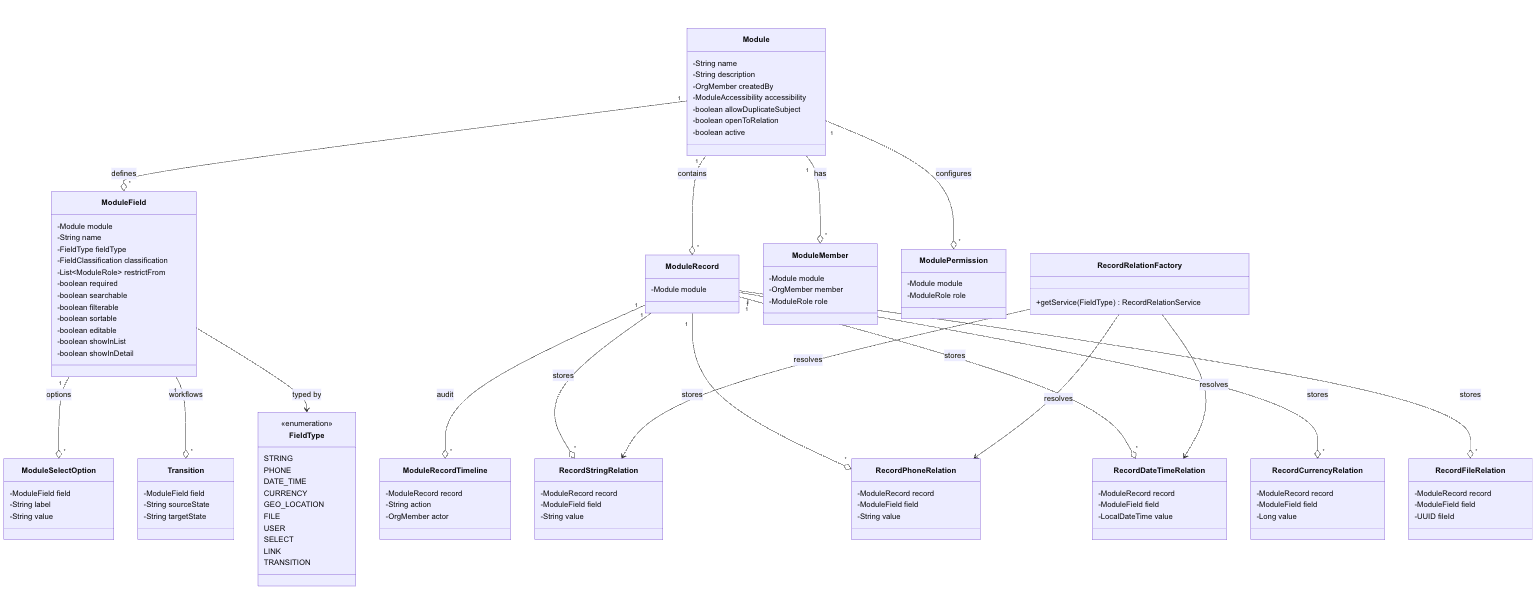 Module
-String name
-String description
-OrgMember createdBy
-ModuleAccessibility accessibility
-boolean allowDuplicateSubject
-boolean openToRelation
-boolean active
1
1
1
1
defines
contains
has
configures
*
*
*
*
ModuleField
-Module module
-String name
-FieldType fieldType
-FieldClassification classification
-List<ModuleRole> restrictFrom
-boolean required
-boolean searchable
-boolean filterable
-boolean sortable
-boolean editable
-boolean showInList
-boolean showInDetail
ModuleRecord
-Module module
ModuleMember
-Module module
-OrgMember member
-ModuleRole role
ModulePermission
-Module module
-ModuleRole role
RecordRelationFactory
+getService(FieldType) : RecordRelationService
1
1
1
1
1
1
options
workflows
typed by
audit
stores
stores
resolves
stores
resolves
resolves
stores
stores
*
*
*
*
*
*
*
*
ModuleSelectOption
-ModuleField field
-String label
-String value
Transition
-ModuleField field
-String sourceState
-String targetState
«enumeration»
FieldType
STRING
PHONE
DATE_TIME
CURRENCY
GEO_LOCATION
FILE
USER
SELECT
LINK
TRANSITION
ModuleRecordTimeline
-ModuleRecord record
-String action
-OrgMember actor
RecordStringRelation
-ModuleRecord record
-ModuleField field
-String value
RecordPhoneRelation
-ModuleRecord record
-ModuleField field
-String value
RecordDateTimeRelation
-ModuleRecord record
-ModuleField field
-LocalDateTime value
RecordCurrencyRelation
-ModuleRecord record
-ModuleField field
-Long value
RecordFileRelation
-ModuleRecord record
-ModuleField field
-UUID fileId